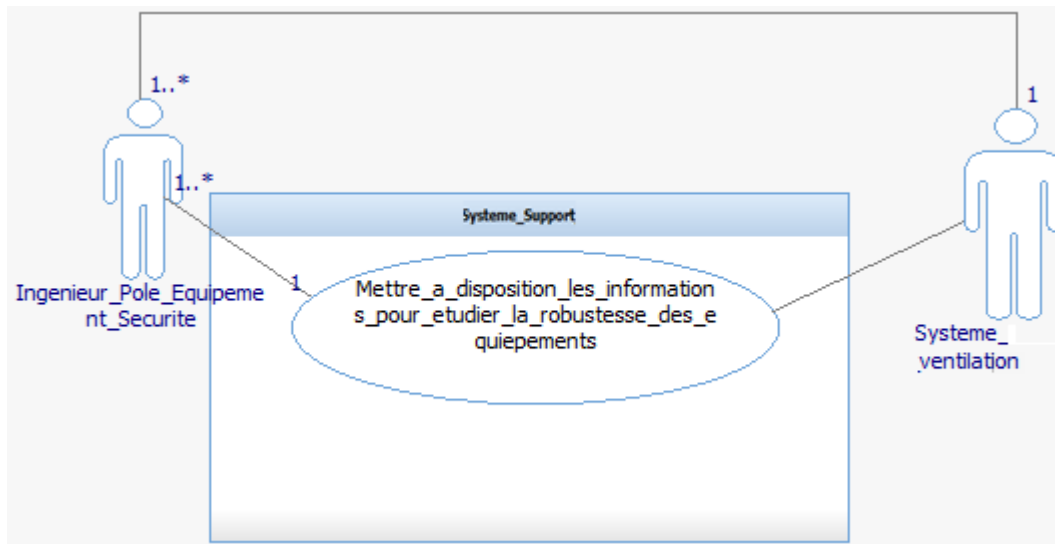 1..*
1
1..*
Systeme_Support
1
Mettre_a_disposition_les_information
s_pour_etudier_la_robustesse_des_e
quiepements
Ingenieur_Pole_Equipeme
nt_Securite
Systeme_
ventilation